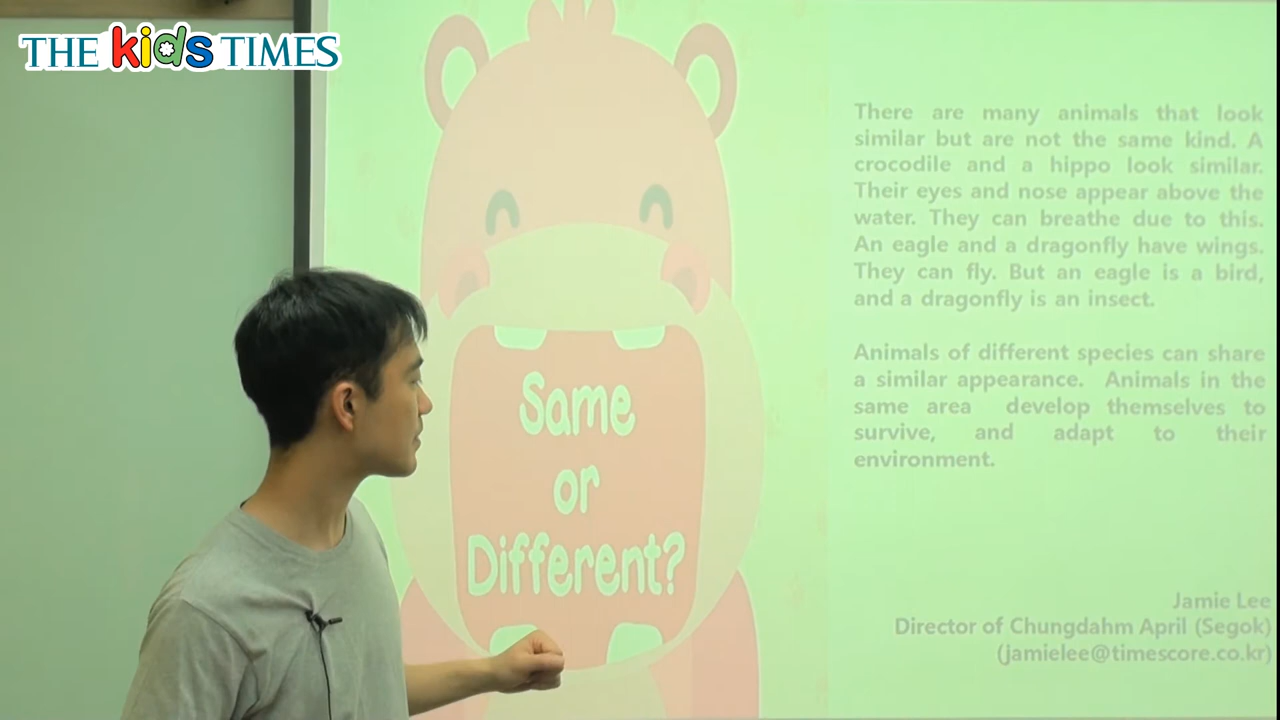 THE kids TIMES
Same
or
Different?
There are many animals that look
similar but are not the same kind. A
crocodile and a hippo look similar.
Their eyes and nose appear above the
water. They can breathe due to this.
An eagle and a dragonfly have wings.
They can fly. But an eagle is a bird,
and a dragonfly is an insect.
Animals of different species can share
a similar appearance. Animals in the
same area develop themselves to
survive, and adapt to their
environment.
Jamie Lee
Director of Chungdahm April (Segok)
(jamielee@timescore.co.kr)